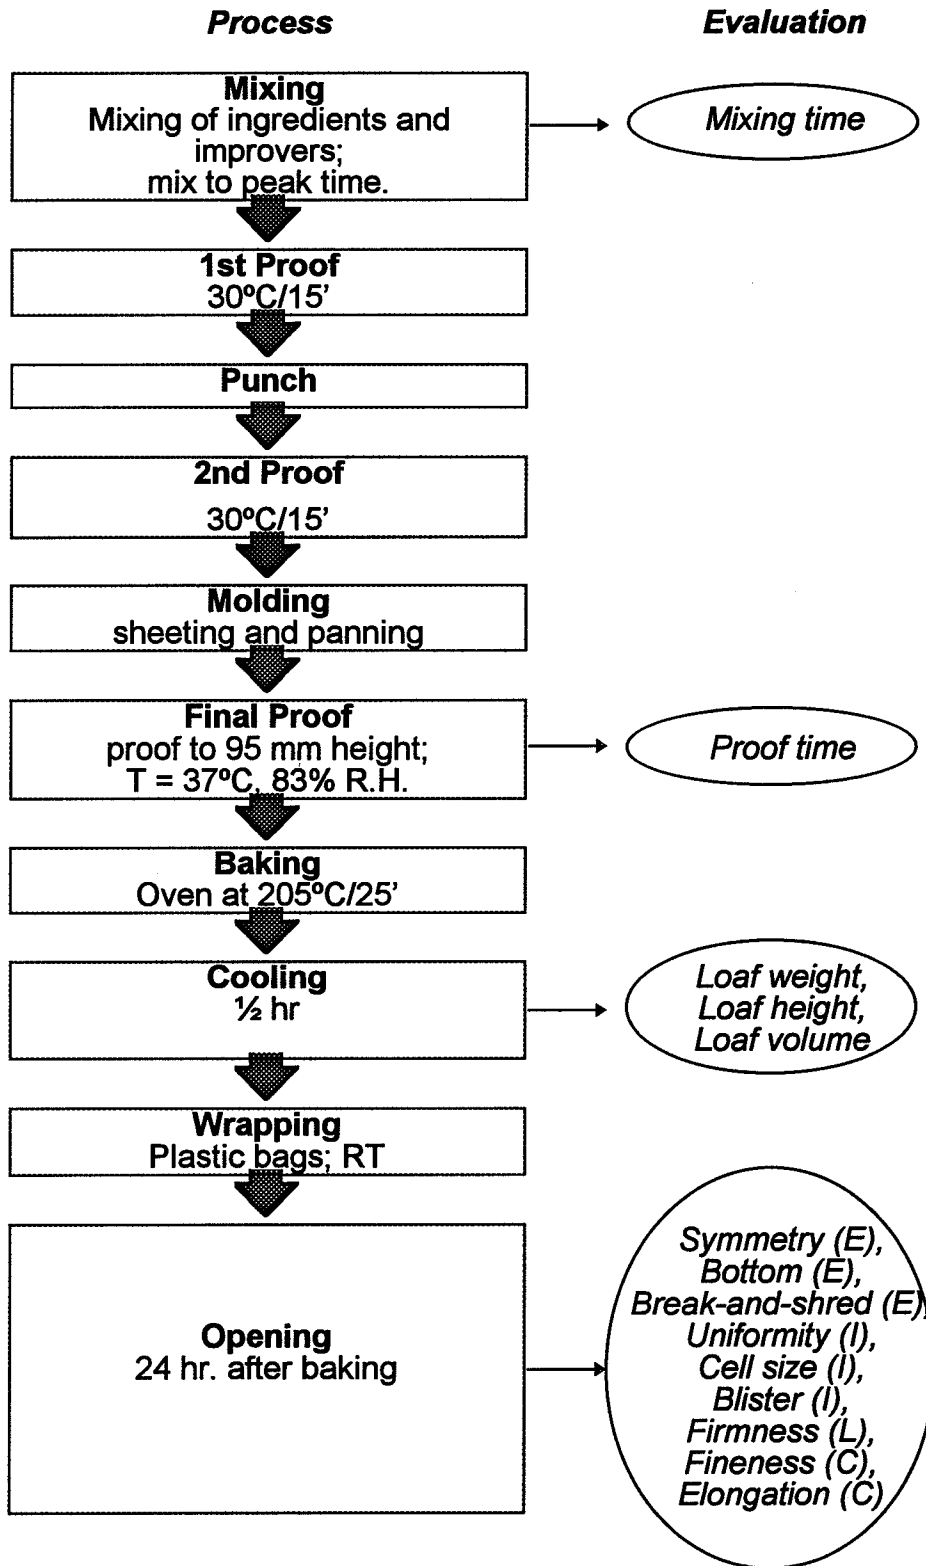 Process
Evaluation
Mixing
Mixing of ingredients and
improvers;
mix to peak time.
Mixing time
1st Proof
30ºC/15’
Punch
2nd Proof
30ºC/15’
Molding
sheeting and panning
Final Proof
proof to 95 mm height;
T = 37ºC, 83% R.H.
Proof time
Baking
Oven at 205ºC/25’
Cooling
½ hr
Loaf weight,
Loaf height,
Loaf volume
Wrapping
Plastic bags; RT
Opening
24 hr. after baking
Symmetry (E),
Bottom (E),
Break-and-shred (E),
Uniformity (I),
Cell size (I),
Blister (I),
Firmness (L),
Fineness (C),
Elongation (C)